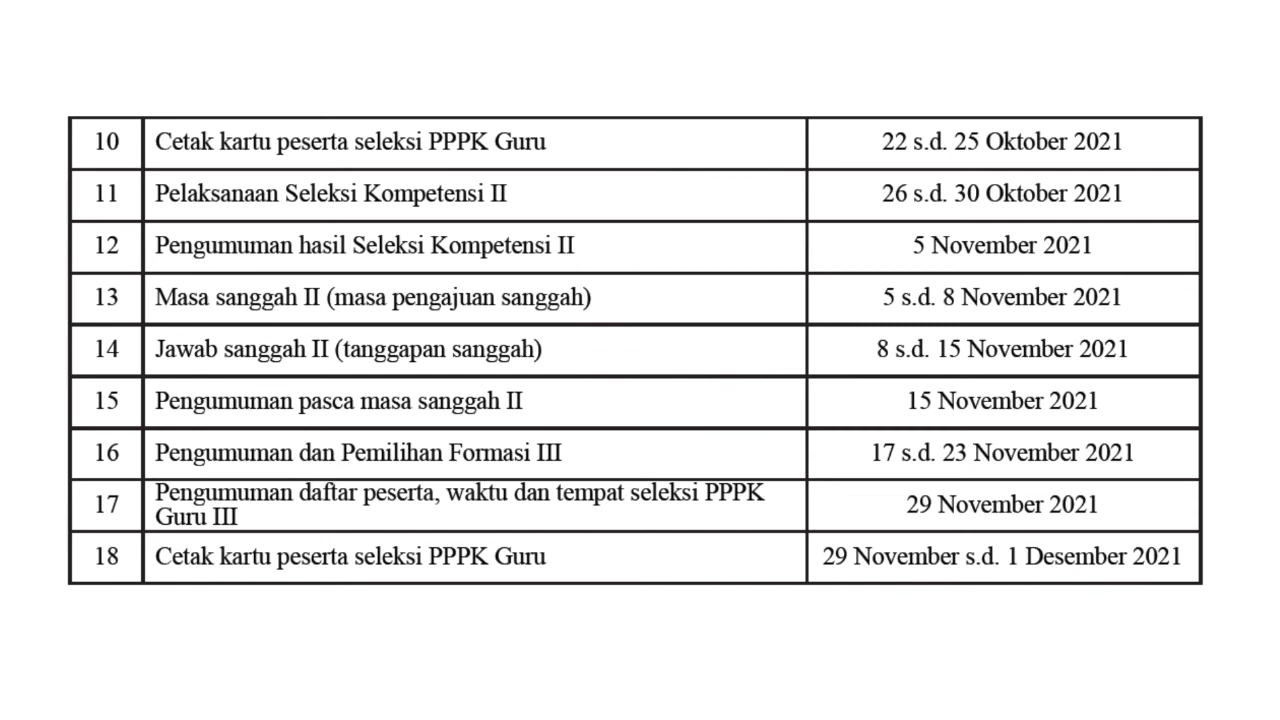 10 Cetak kartu peserta seleksi PPPK Guru 22 s.d. 25 Oktober 2021
11 Pelaksanaan Seleksi Kompetensi II 26 s.d. 30 Oktober 2021
12 Pengumuman hasil Seleksi Kompetensi II 5 November 2021
13 Masa sanggah II (masa pengajuan sanggah) 5 s.d. 8 November 2021
14 Jawab sanggah II (tanggapan sanggah) 8 s.d. 15 November 2021
15 Pengumuman pasca masa sanggah II 15 November 2021
16 Pengumuman dan Pemilihan Formasi III 17 s.d. 23 November 2021
17 Pengumuman daftar peserta, waktu dan tempat seleksi PPPK
Guru III 29 November 2021
18 Cetak kartu peserta seleksi PPPK Guru 29 November s.d. 1 Desember 2021